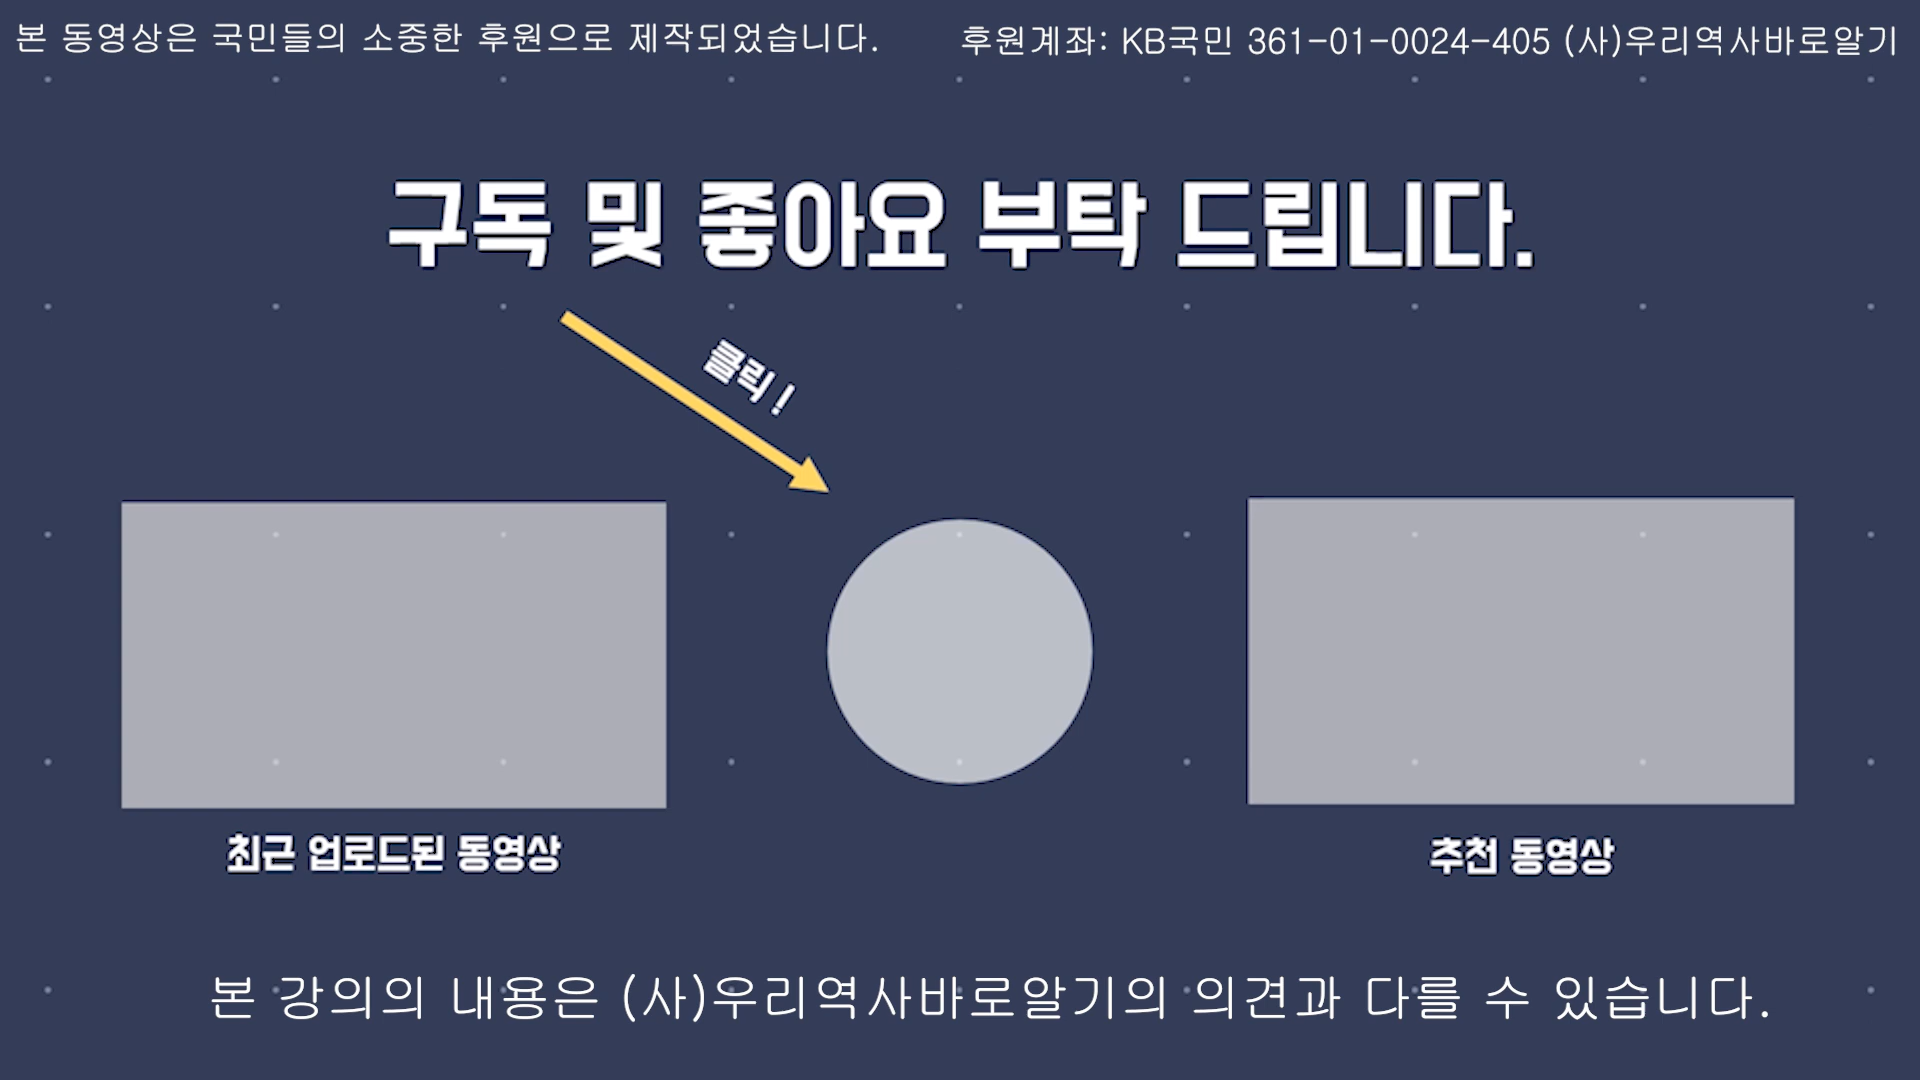 본 동영상은 국민들의 소중한 후원으로 제작되었습니다.
후원계좌: KB국민 361-01-0024-405 (사)우리역사바로알기
구독 및 좋아요 부탁 드립니다.
클릭 !
최근 업로드된 동영상
추천 동영상
본 강의의 내용은 (사)우리역사바로알기의 의견과 다를 수 있습니다.